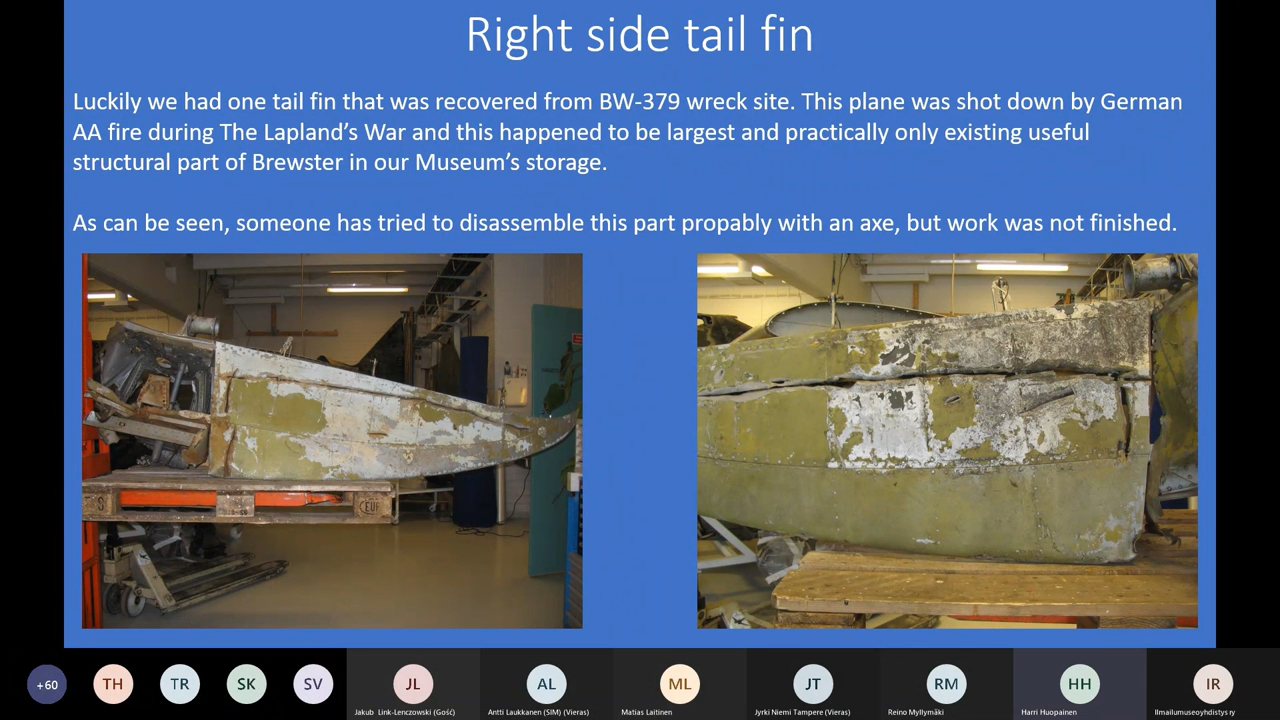 Right side tail fin
Luckily we had one tail fin that was recovered from BW-379 wreck site. This plane was shot down by German
AA fire during The Lapland's War and this happened to be largest and practically only existing useful
structural part of Brewster in our Museum's storage.
As can be seen, someone has tried to disassemble this part propably with an axe, but work was not finished.
EUR
+60
TH
TR
SK
SV
JL
AL
ML
JT
RM
HH
IR
Jakub Link-Lenczowski (Gość)
Antti Laukkanen (SIM) (Vieras)
Matias Laitinen
Jyrki Niemi Tampere (Vieras)
Reino Myllymäki
Harri Huopainen
Ilmailumuseoyhdistys ry